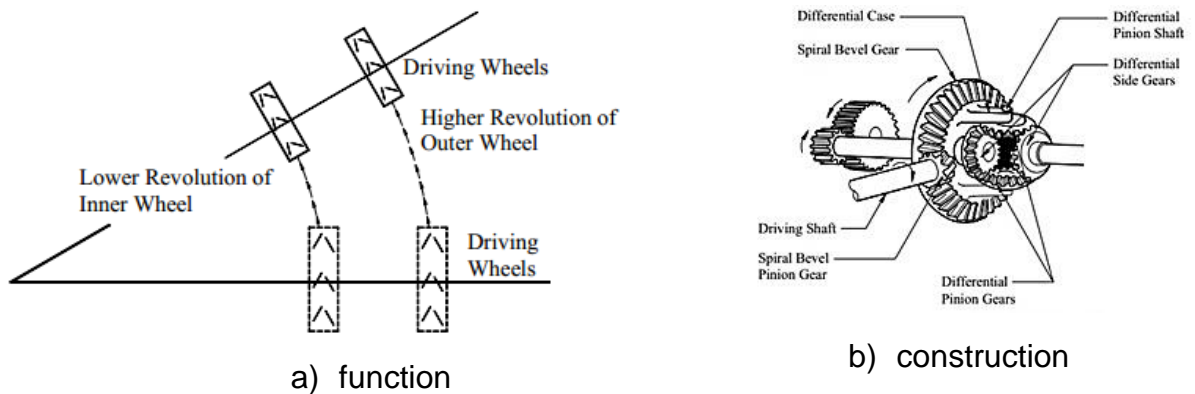 Driving Wheels
Higher Revolution of
Outer Wheel
Lower Revolution of
Inner Wheel
Driving
Wheels
a) function
Differential Case
Spiral Bevel Gear
Differential
Pinion Shaft
Differential
Side Gears
Driving Shaft
Spiral Bevel
Pinion Gear
Differential
Pinion Gears
b) construction